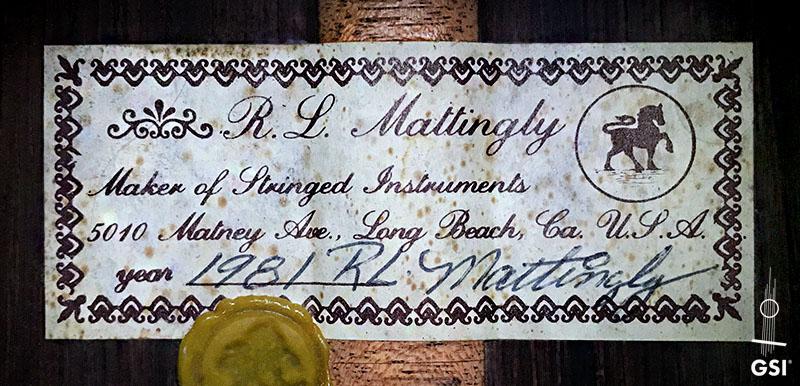 R. L. Mattingly
Maker of Stringed Instruments
5010 Matney Ave., Long Beach, Ca. U.S.A.
year 1981 RL. Mattingly
GSI®